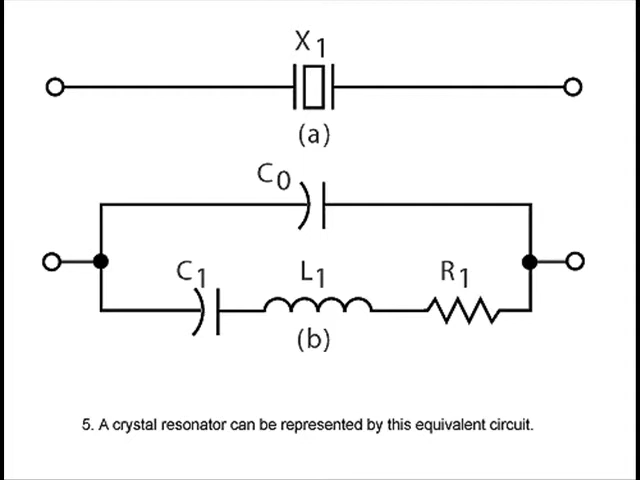 X1
(a)
C0
C1 L1 R1
(b)
5. A crystal resonator can be represented by this equivalent circuit.